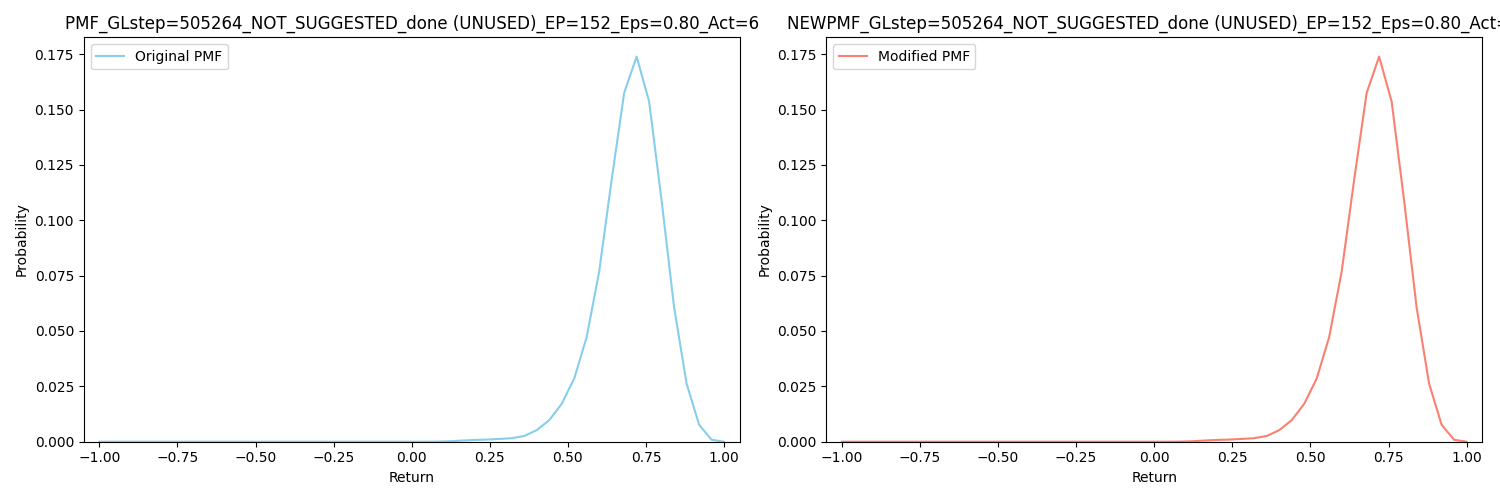 PMF_GLstep=505264_NOT_SUGGESTED_done (UNUSED)_EP=152_Eps=0.80_Act=6
Original PMF
0.175
0.150
0.125
0.100
0.075
0.050
0.025
0.000
Probability
−1.00 −0.75 −0.50 −0.25 0.00 0.25 0.50 0.75 1.00
Return
NEWPMF_GLstep=505264_NOT_SUGGESTED_done (UNUSED)_EP=152_Eps=0.80_Act=
Modified PMF
0.175
0.150
0.125
0.100
0.075
0.050
0.025
0.000
Probability
−1.00 −0.75 −0.50 −0.25 0.00 0.25 0.50 0.75 1.00
Return